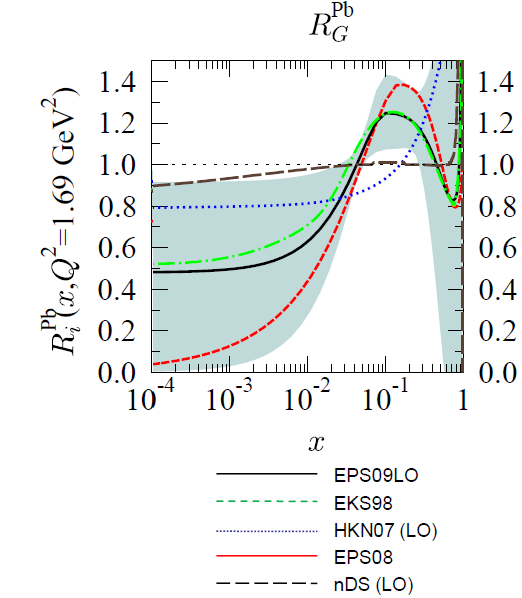 R_G^Pb
R_i^Pb(x,Q^2=1.69 GeV^2)
1.4 1.4
1.2 1.2
1.0 1.0
0.8 0.8
0.6 0.6
0.4 0.4
0.2 0.2
0.0 0.0
10^-4 10^-3 10^-2 10^-1 1
x
EPS09LO
EKS98
HKN07 (LO)
EPS08
nDS (LO)